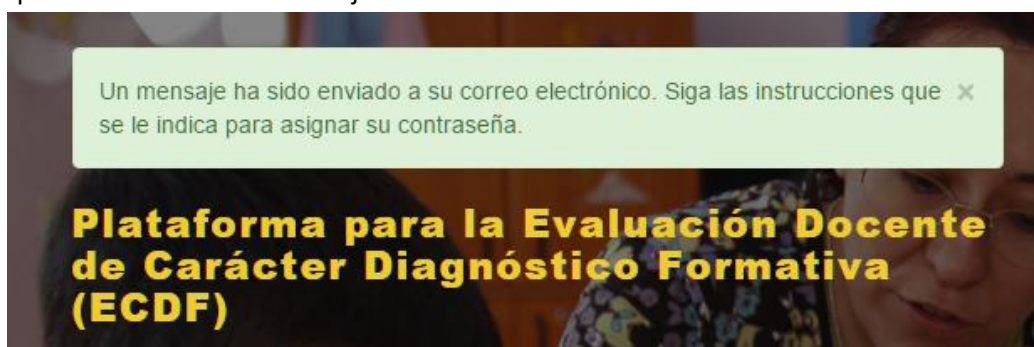 Un mensaje ha sido enviado a su correo electrónico. Siga las instrucciones que ×
se le indica para asignar su contraseña.
Plataforma para la Evaluación Docente
de Carácter Diagnóstico Formativa
(ECDF)